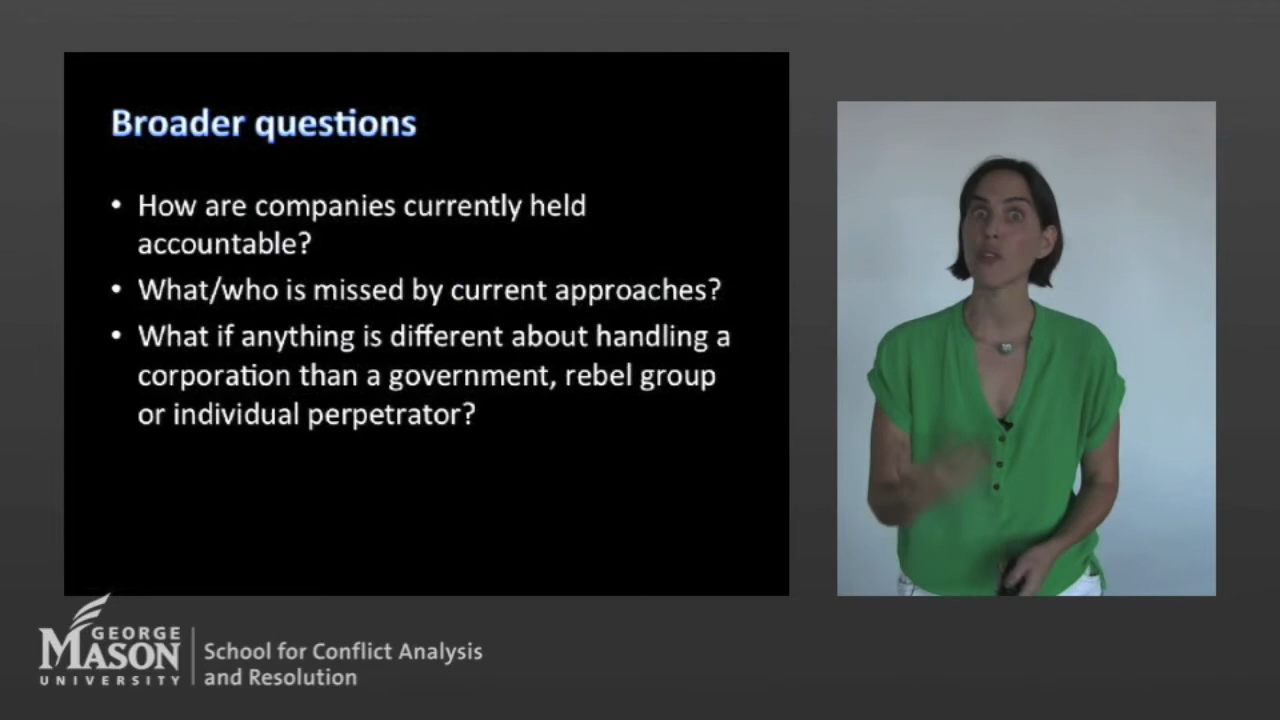 Broader questions
• How are companies currently held
accountable?
• What/who is missed by current approaches?
• What if anything is different about handling a
corporation than a government, rebel group
or individual perpetrator?
GEORGE
MASON
UNIVERSITY
School for Conflict Analysis
and Resolution